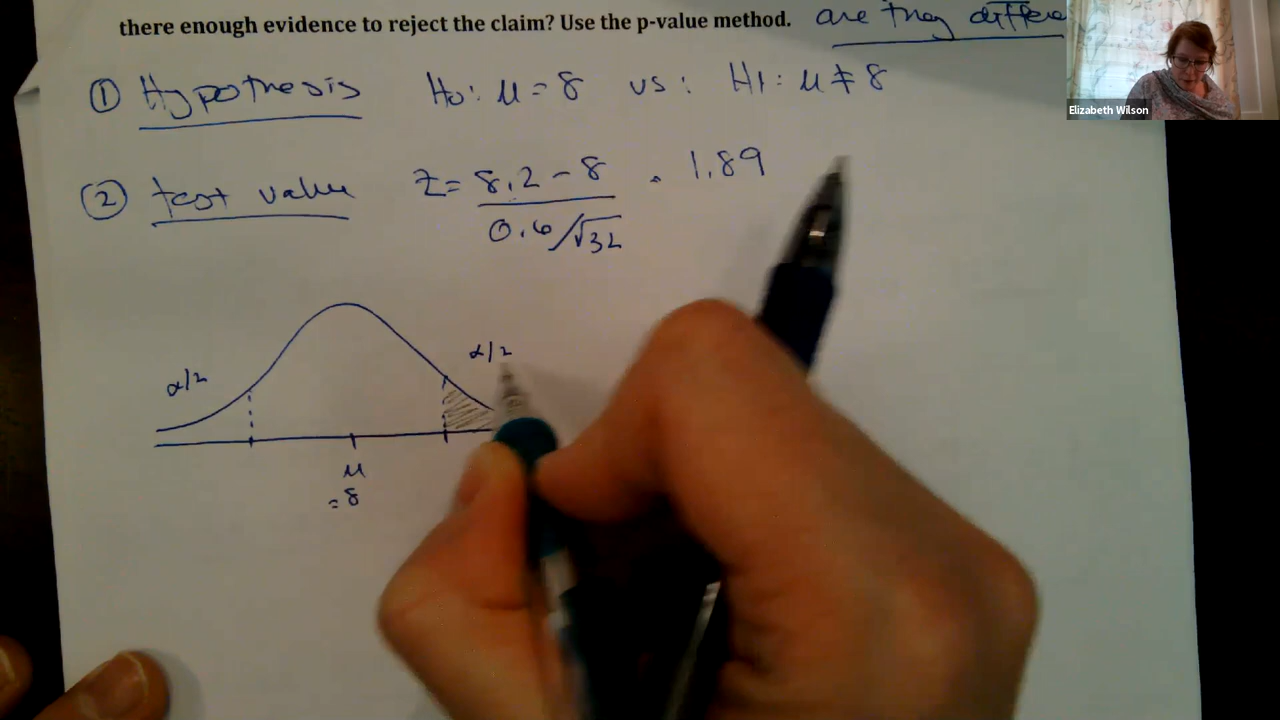 there enough evidence to reject the claim? Use the p-value method. are they differe
Elizabeth Wilson
① Hypothesis H0: μ = 8 vs: H1: μ ≠ 8
② test value Z = 8.2 - 8 / 0.6/√32 = 1.89
α/2 α/2
μ
= 8